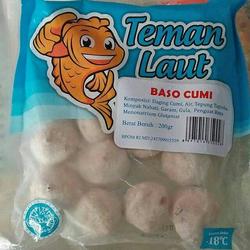 Teman
Laut
BASO CUMI
Komposisi: Daging Cumi, Air, Tepung Tapioka,
Minyak Nabati, Garam, Gula, Penguat Rasa
Mononatrium Glutamat
Berat Bersih : 200gr
-18°C